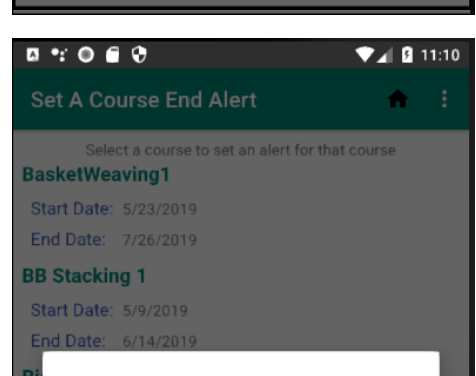 11:10
Set A Course End Alert
Select a course to set an alert for that course
BasketWeaving1
Start Date: 5/23/2019
End Date: 7/26/2019
BB Stacking 1
Start Date: 5/9/2019
End Date: 6/14/2019